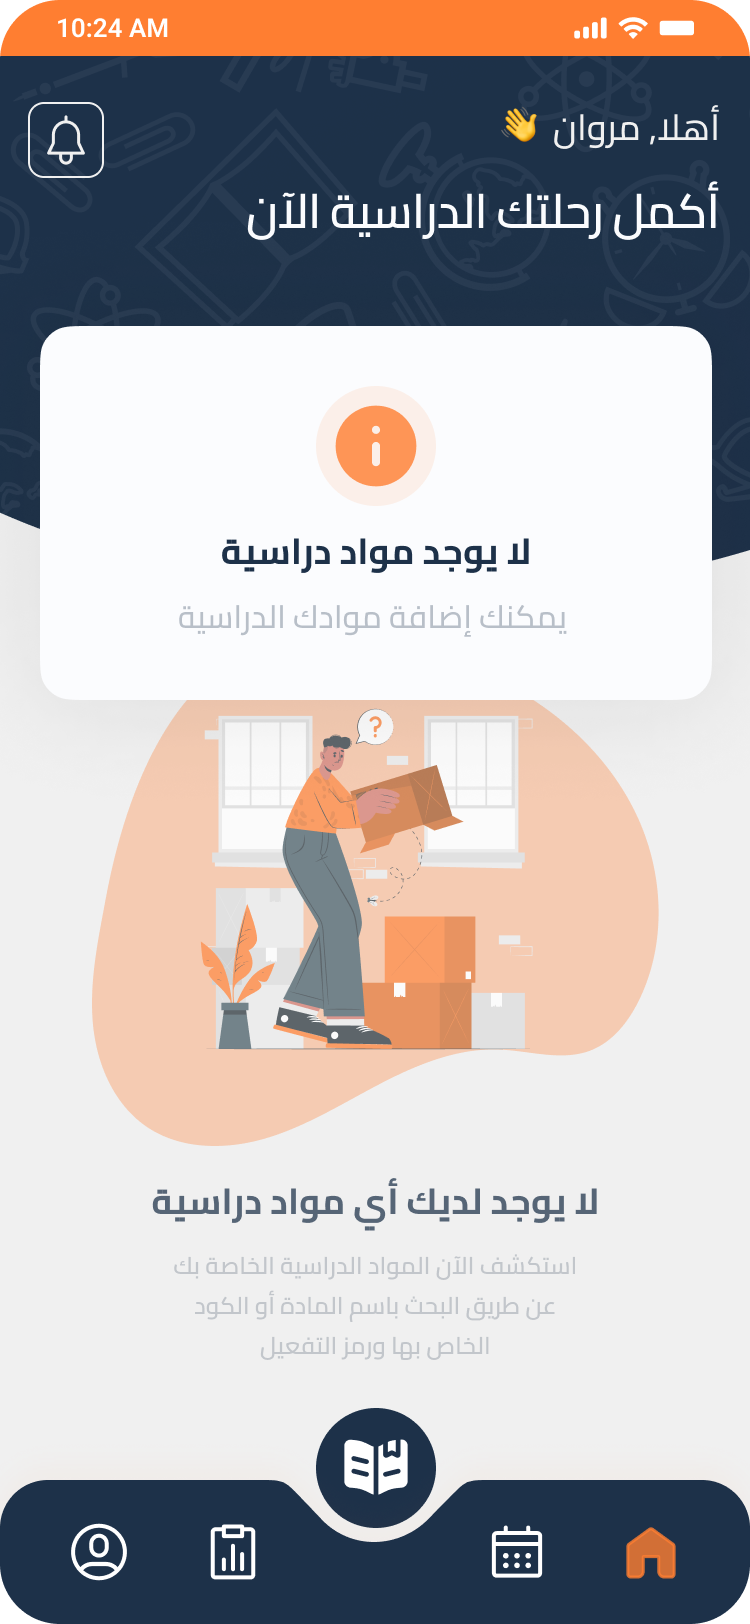 10:24 AM
أهلا, مروان 👋
أكمل رحلتك الدراسية الآن
لا يوجد مواد دراسية
يمكنك إضافة موادك الدراسية
?
لا يوجد لديك أي مواد دراسية
استكشف الآن المواد الدراسية الخاصة بك
عن طريق البحث باسم المادة أو الكود
الخاص بها ورمز التفعيل